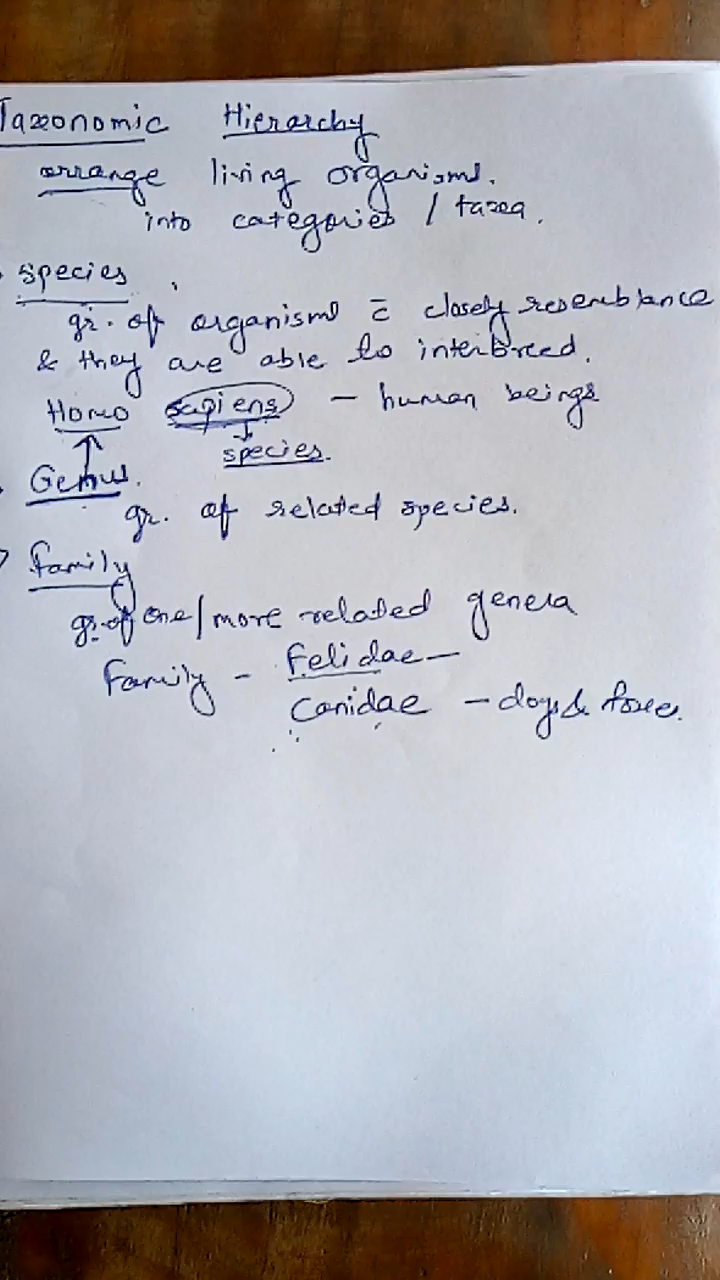 Taxonomic Hierarchy
arrange living organisms.
into categories / taxa.
Species
gr. of organisms c̄ closely resemblance
& they are able to interbreed.
Homo sapiens – human beings
species.
Genus.
gr. of related species.
Family
gr. of one/more related genera
Family - Felidae –
Canidae – dogs & foxes.